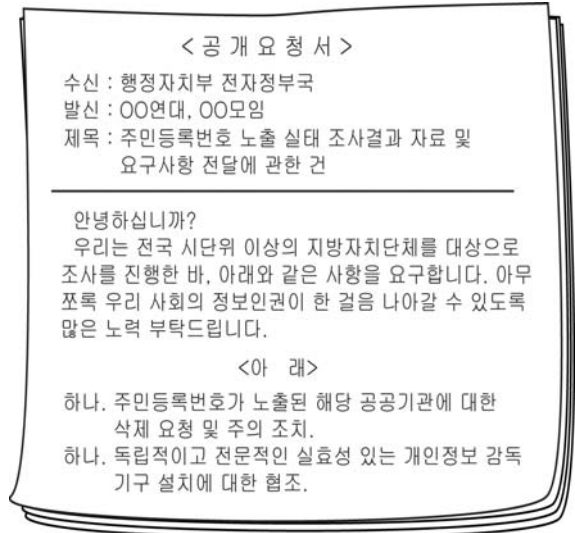 <공개요청서>
수신 : 행정자치부 전자정부국
발신 : OO연대, OO모임
제목 : 주민등록번호 노출 실태 조사결과 자료 및
요구사항 전달에 관한 건
안녕하십니까?
우리는 전국 시단위 이상의 지방자치단체를 대상으로
조사를 진행한 바, 아래와 같은 사항을 요구합니다. 아무
쪼록 우리 사회의 정보인권이 한 걸음 나아갈 수 있도록
많은 노력 부탁드립니다.
<아 래>
하나. 주민등록번호가 노출된 해당 공공기관에 대한
삭제 요청 및 주의 조치.
하나. 독립적이고 전문적인 실효성 있는 개인정보 감독
기구 설치에 대한 협조.